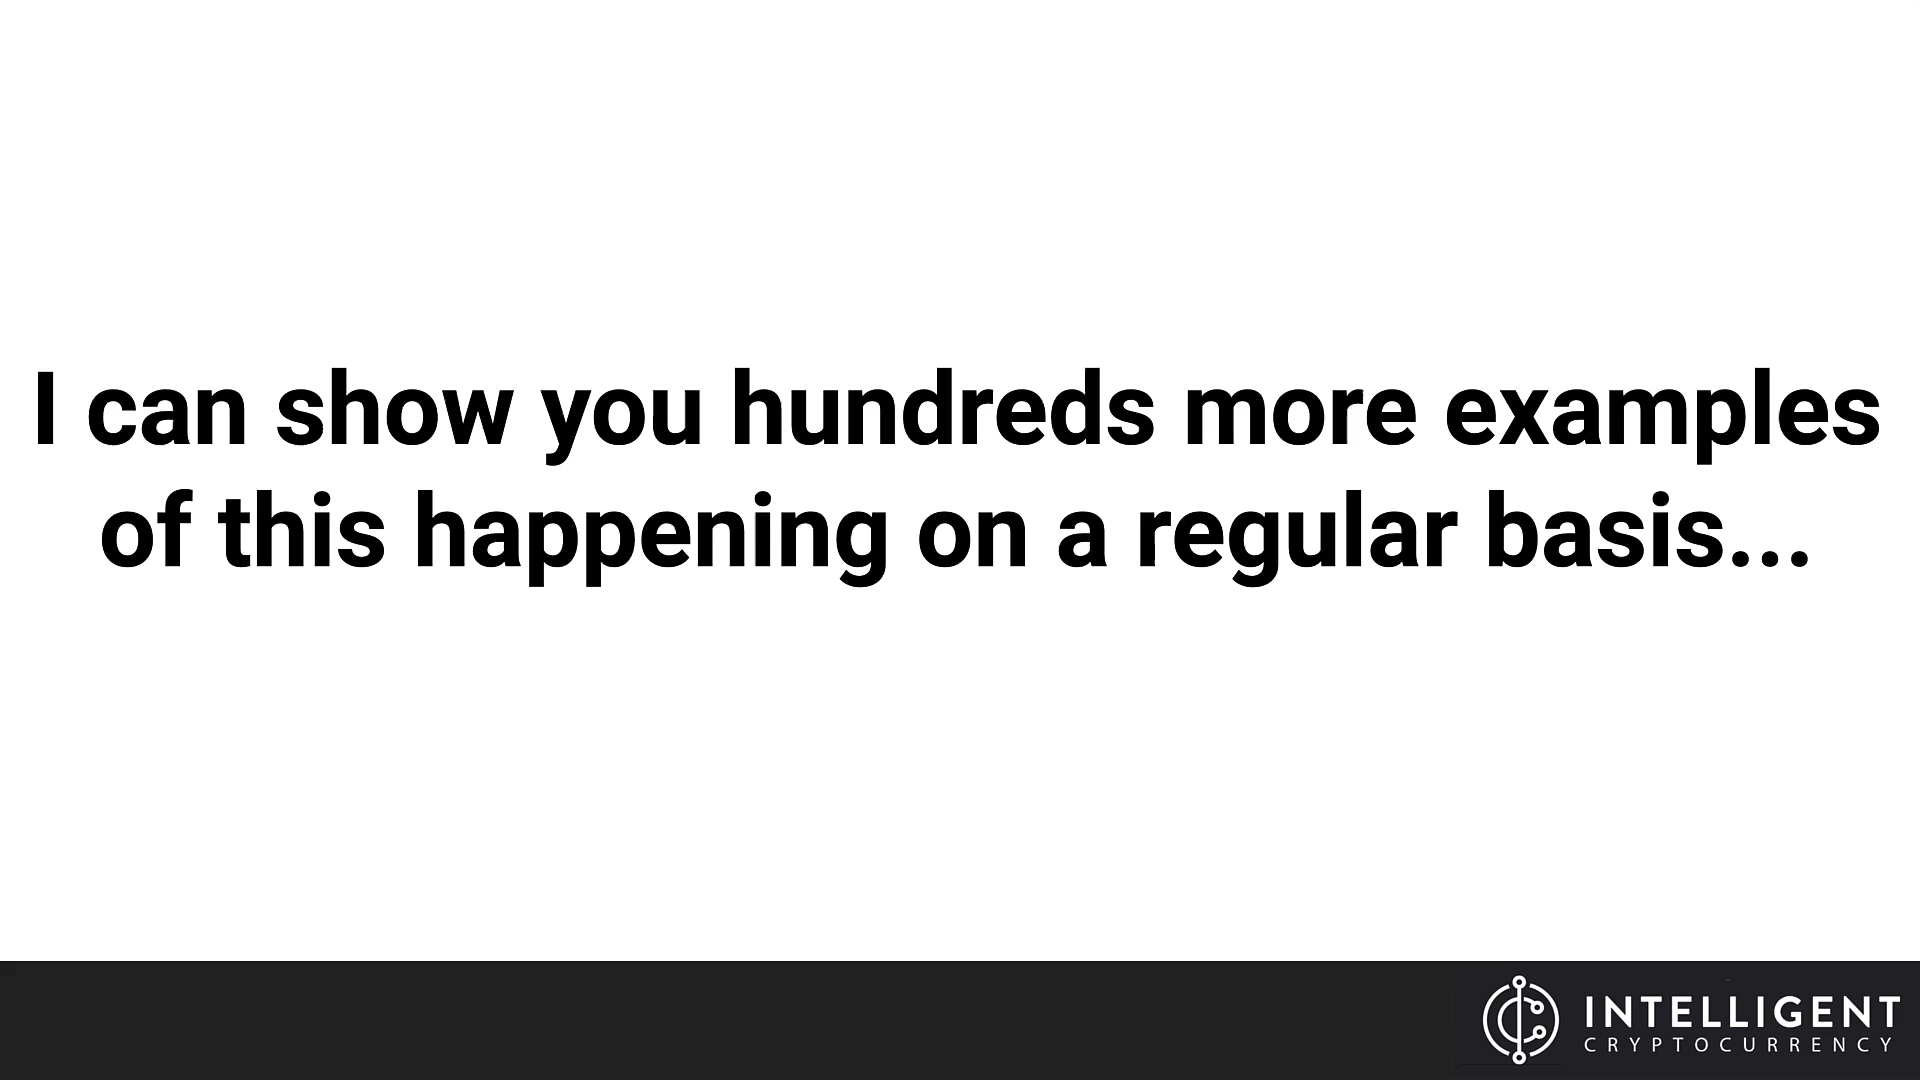 I can show you hundreds more examples
of this happening on a regular basis...
INTELLIGENT
CRYPTOCURRENCY